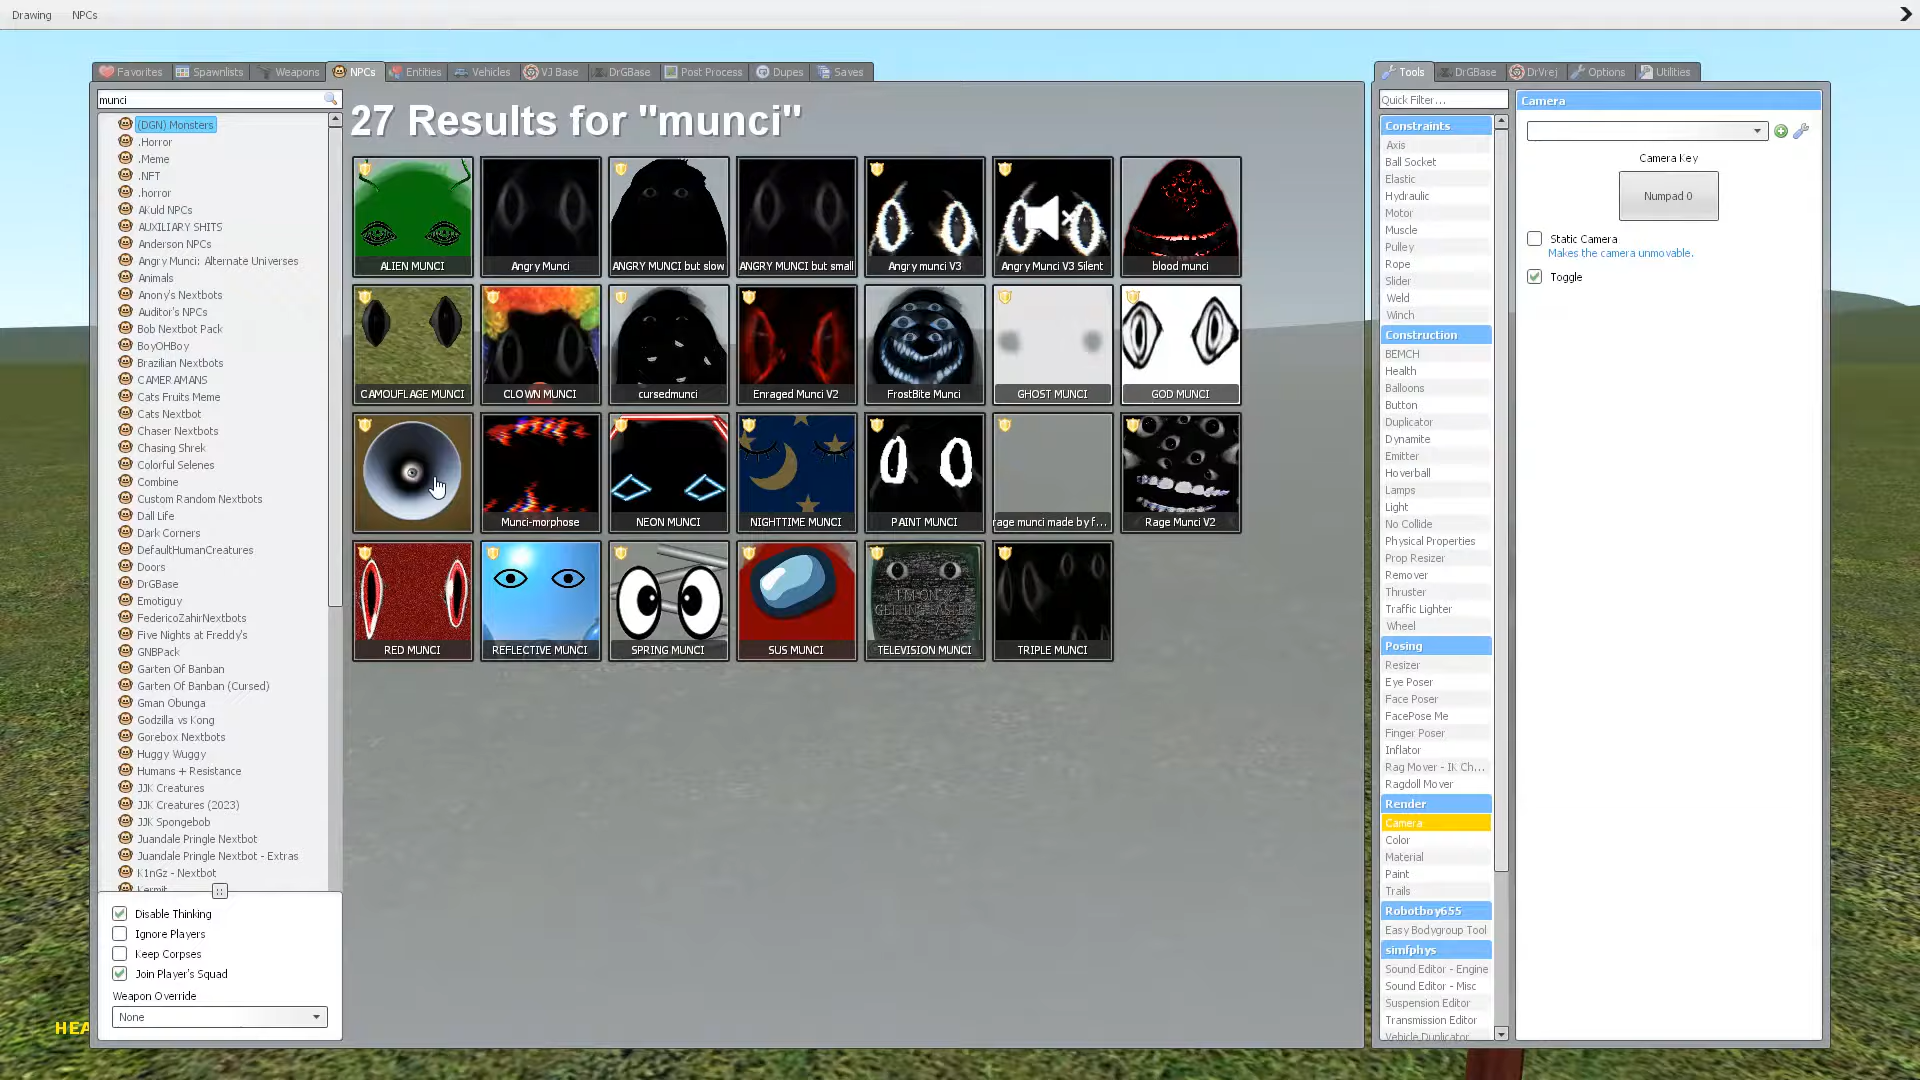 Drawing NPCs
Favorites Spawnlists Weapons NPCs Entities Vehicles VJ Base DrGBase Post Process Dupes Saves
munci
27 Results for "munci"
(DGN) Monsters
.Horror
.Meme
.NFT
.horror
AKuld NPCs
AUXILIARY SHITS
Anderson NPCs
Angry Munci: Alternate Universes
Animals
Anony's Nextbots
Auditor's NPCs
Bob Nextbot Pack
BoyOHBoy
Brazilian Nextbots
CAMERAMANS
Cats Fruits Meme
Cats Nextbot
Chaser Nextbots
Chasing Shrek
Colorful Selenes
Combine
Custom Random Nextbots
Dall Life
Dark Corners
DefaultHumanCreatures
Doors
DrGBase
Emotiguy
FedericoZahirNextbots
Five Nights at Freddy's
GNBPack
Garten Of Banban
Garten Of Banban (Cursed)
Gman Obunga
Godzilla vs Kong
Gorebox Nextbots
Huggy Wuggy
Humans + Resistance
JJK Creatures
JJK Creatures (2023)
JJK Spongebob
Juandale Pringle Nextbot
Juandale Pringle Nextbot - Extras
K1nGz - Nextbot
Kermit
Disable Thinking
Ignore Players
Keep Corpses
Join Player's Squad
Weapon Override
None
HEA
ALIEN MUNCI
Angry Munci
ANGRY MUNCI but slow
ANGRY MUNCI but small
Angry munci V3
Angry Munci V3 Silent
blood munci
CAMOUFLAGE MUNCI
CLOWN MUNCI
cursedmunci
Enraged Munci V2
FrostBite Munci
GHOST MUNCI
GOD MUNCI
Munci-morphose
NEON MUNCI
NIGHTTIME MUNCI
PAINT MUNCI
rage munci made by f...
Rage Munci V2
RED MUNCI
REFLECTIVE MUNCI
SPRING MUNCI
SUS MUNCI
TELEVISION MUNCI
TRIPLE MUNCI
Tools DrGBase DrVrej Options Utilities
Quick Filter...
Constraints
Axis
Ball Socket
Elastic
Hydraulic
Motor
Muscle
Pulley
Rope
Slider
Weld
Winch
Construction
BEMCH
Health
Balloons
Button
Duplicator
Dynamite
Emitter
Hoverball
Lamps
Light
No Collide
Physical Properties
Prop Resizer
Remover
Thruster
Traffic Lighter
Wheel
Posing
Resizer
Eye Poser
Face Poser
FacePose Me
Finger Poser
Inflator
Rag Mover - IK Ch...
Ragdoll Mover
Render
Camera
Color
Material
Paint
Trails
Robotboy655
Easy Bodygroup Tool
simfphys
Sound Editor - Engine
Sound Editor - Misc
Suspension Editor
Transmission Editor
Vehicle Duplicator
Camera
Camera Key
Numpad 0
Static Camera
Makes the camera unmovable.
Toggle